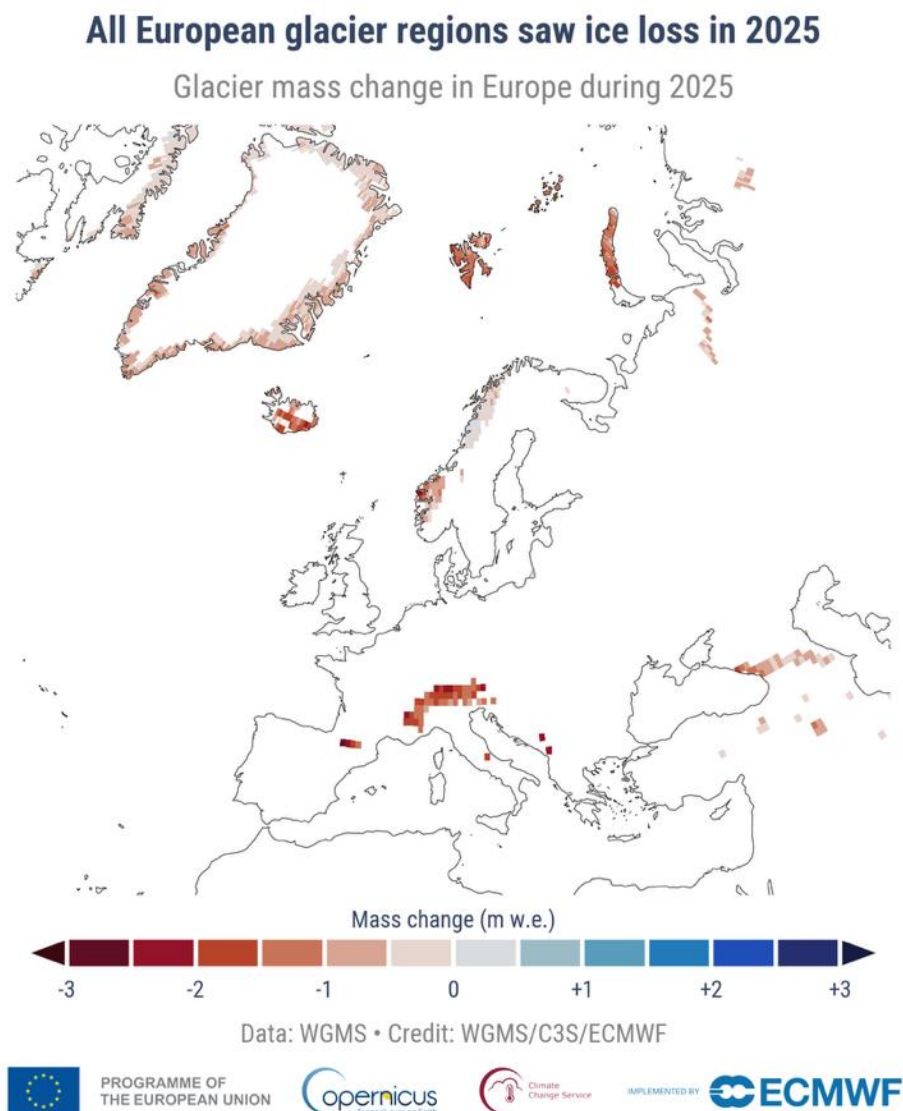 All European glacier regions saw ice loss in 2025
Glacier mass change in Europe during 2025
Mass change (m w.e.)
-3 -2 -1 0 +1 +2 +3
Data: WGMS • Credit: WGMS/C3S/ECMWF
PROGRAMME OF
THE EUROPEAN UNION
opernicus
Climate
Change Service
IMPLEMENTED BY
ECMWF